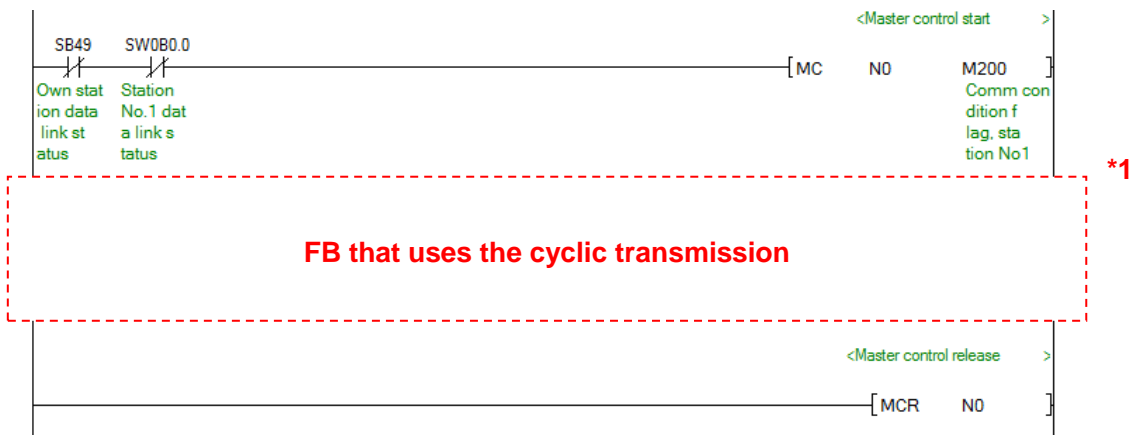 <Master control start >
SB49 SW0B0.0
[ MC N0 M200 ]
Own stat Station Comm con
ion data No.1 dat dition f
link st a link s lag, sta
atus tatus tion No1
*1
FB that uses the cyclic transmission
<Master control release >
[ MCR N0 ]